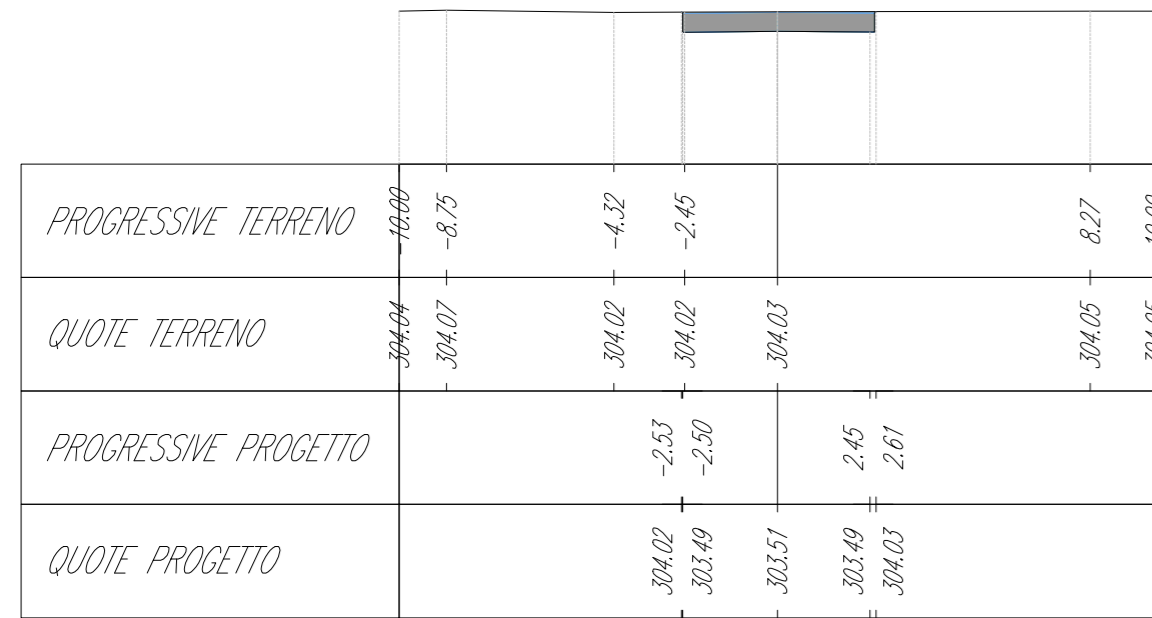 PROGRESSIVE TERRENO -10.00 -8.75 -4.32 -2.45 8.27
QUOTE TERRENO 304.04 304.07 304.02 304.02 304.03 304.05
PROGRESSIVE PROGETTO -2.53 -2.50 2.45 2.61
QUOTE PROGETTO 304.02 303.49 303.51 303.49 304.03